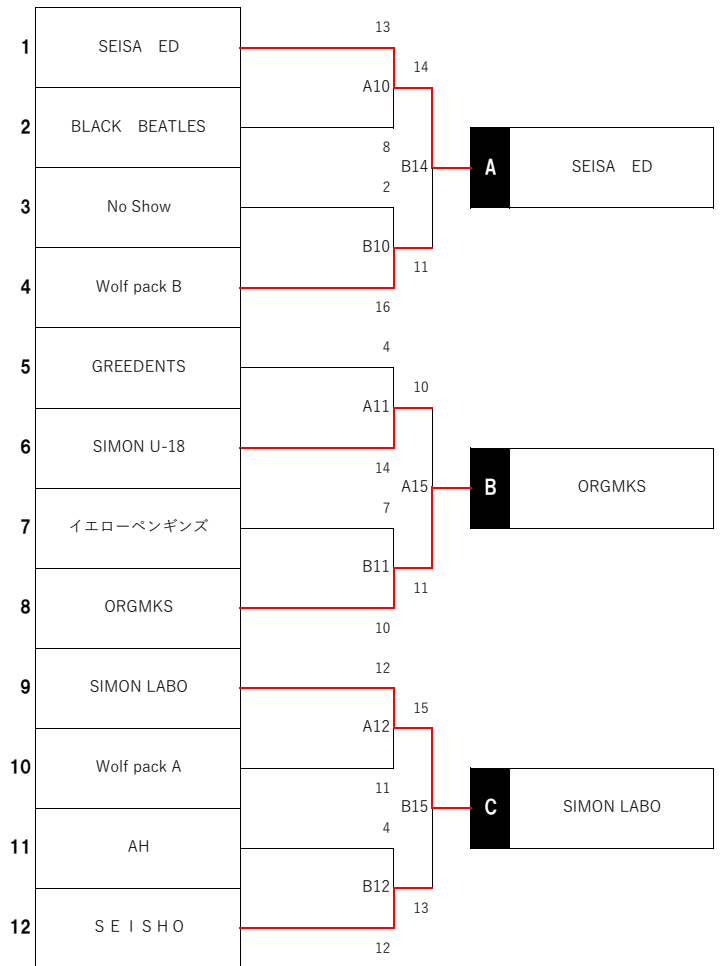 13
1 SEISA　ED
14
A10
2 BLACK　BEATLES
8
B14 A SEISA　ED
2
3 No Show
B10
11
4 Wolf pack B
16
4
5 GREEDENTS
10
A11
6 SIMON U-18
14
A15 B ORGMKS
7
7 イエローペンギンズ
B11
11
8 ORGMKS
10
12
9 SIMON LABO
15
A12
10 Wolf pack A
11
B15 C SIMON LABO
4
11 AH
B12
13
12 ＳＥＩＳＨＯ
12